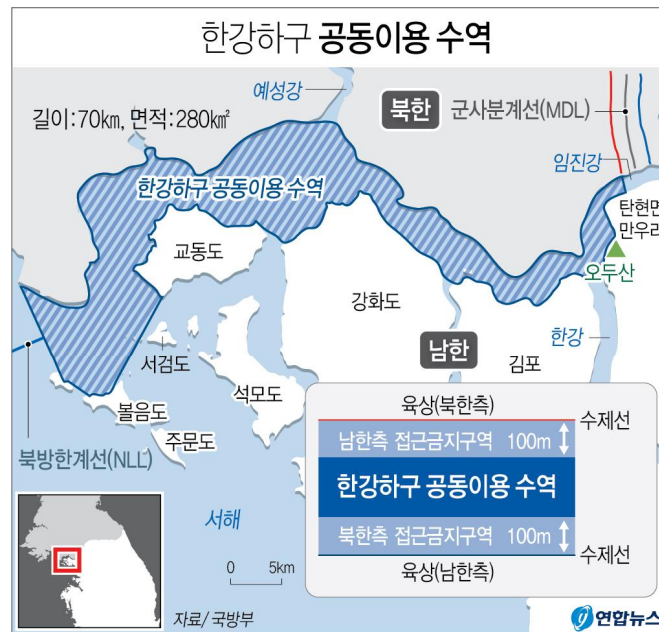 한강하구 공동이용 수역
길이:70㎞, 면적:280㎢
예성강
북한
군사분계선(MDL)
임진강
한강하구 공동이용 수역
탄현면
만우리
오두산
교동도
강화도
한강
남한
김포
서검도
석모도
볼음도
주문도
북방한계선(NLL)
서해
0 5km
육상(북한측)
수제선
남한측 접근금지구역 100m
한강하구 공동이용 수역
북한측 접근금지구역 100m
수제선
육상(남한측)
자료/ 국방부
y 연합뉴스